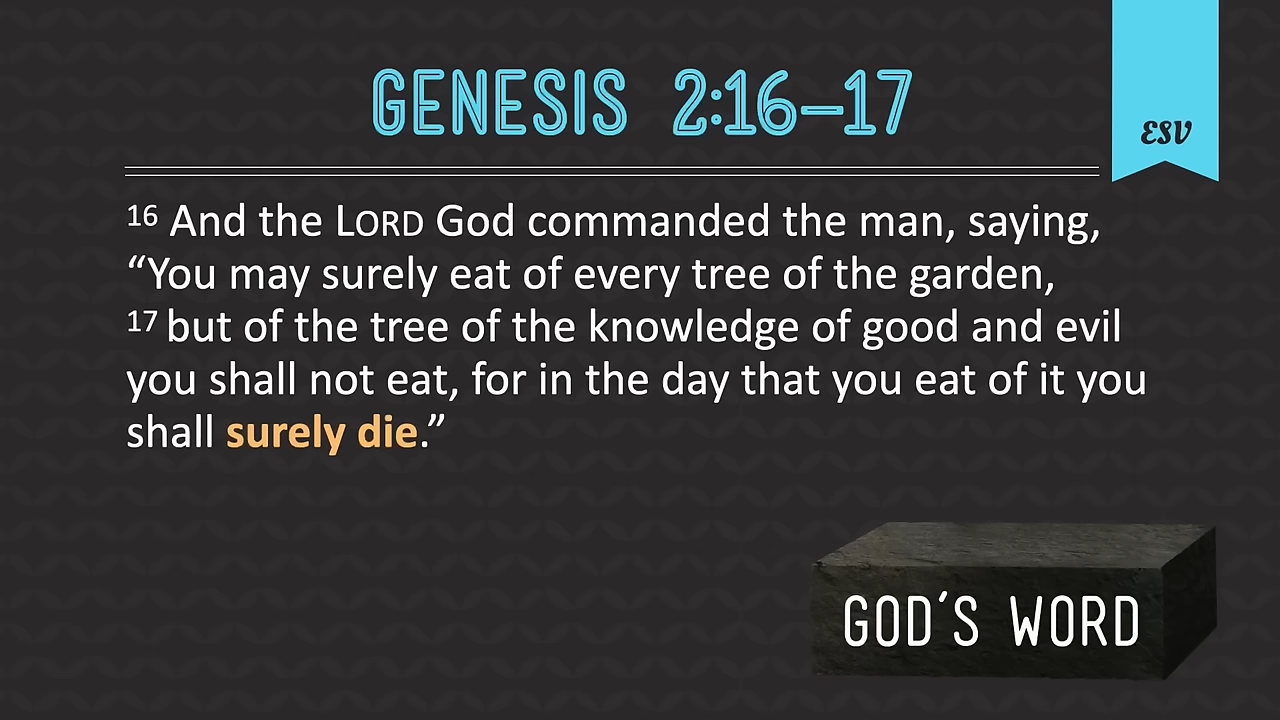 GENESIS 2:16–17
ESV
16 And the LORD God commanded the man, saying,
“You may surely eat of every tree of the garden,
17 but of the tree of the knowledge of good and evil
you shall not eat, for in the day that you eat of it you
shall surely die.”
GOD'S WORD